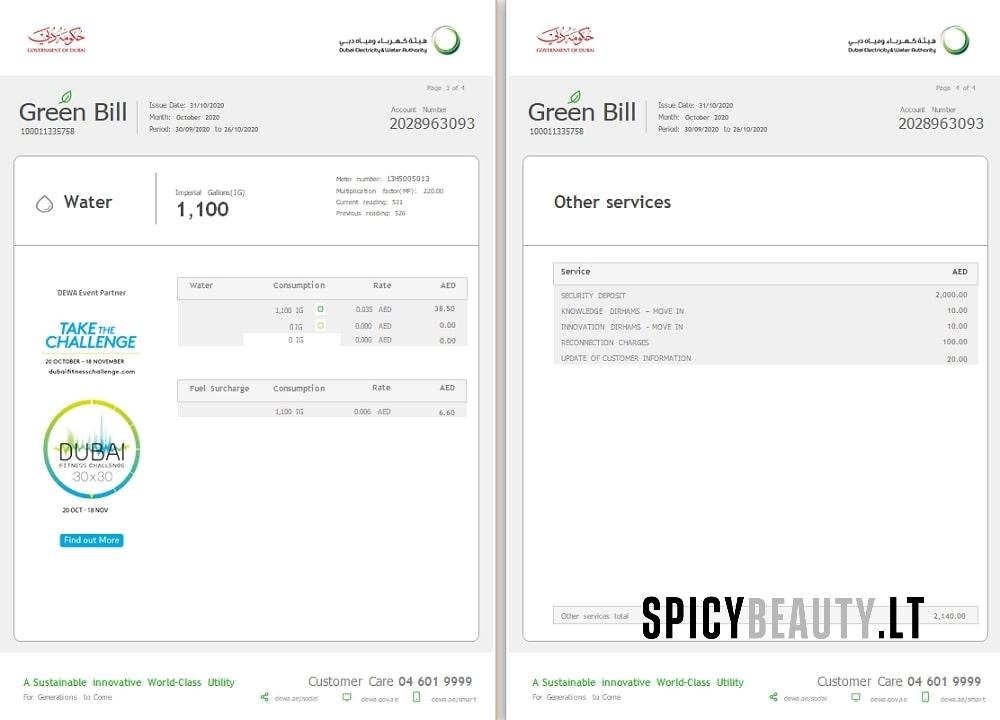 حكومة دبي
GOVERNMENT OF DUBAI
هيئة كهرباء ومياه دبي
Dubai Electricity & Water Authority
Page 3 of 4
Green Bill
100011335758
Issue Date: 31/10/2020
Month: October 2020
Period: 30/09/2020 to 26/10/2020
Account Number
2028963093
Water
Imperial Gallons(IG)
1,100
Meter number: 13H5005013
Multiplication factor(MF): 220.00
Current reading: 531
Previous reading: 526
DEWA Event Partner
TAKE THE
CHALLENGE
20 OCTOBER - 18 NOVEMBER
dubaifitnesschallenge.com
DUBAI
FITNESS CHALLENGE
30x30
20 OCT - 18 NOV
Find out More
Water Consumption Rate AED
1,100 IG 0.035 AED 38.50
0 IG 0.000 AED 0.00
0 IG 0.000 AED 0.00
Fuel Surcharge Consumption Rate AED
1,100 IG 0.006 AED 6.60
A Sustainable innovative World-Class Utility
For Generations to Come
Customer Care 04 601 9999
dewa.ae/social dewa.gov.ae dewa.ae/smart
حكومة دبي
GOVERNMENT OF DUBAI
هيئة كهرباء ومياه دبي
Dubai Electricity & Water Authority
Page 4 of 4
Green Bill
100011335758
Issue Date: 31/10/2020
Month: October 2020
Period: 30/09/2020 to 26/10/2020
Account Number
2028963093
Other services
Service AED
SECURITY DEPOSIT 2,000.00
KNOWLEDGE DIRHAMS – MOVE IN 10.00
INNOVATION DIRHAMS - MOVE IN 10.00
RECONNECTION CHARGES 100.00
UPDATE OF CUSTOMER INFORMATION 20.00
Other services total 2,140.00
SPICYBEAUTY.LT
A Sustainable innovative World-Class Utility
For Generations to Come
Customer Care 04 601 9999
dewa.ae/social dewa.gov.ae dewa.ae/smart